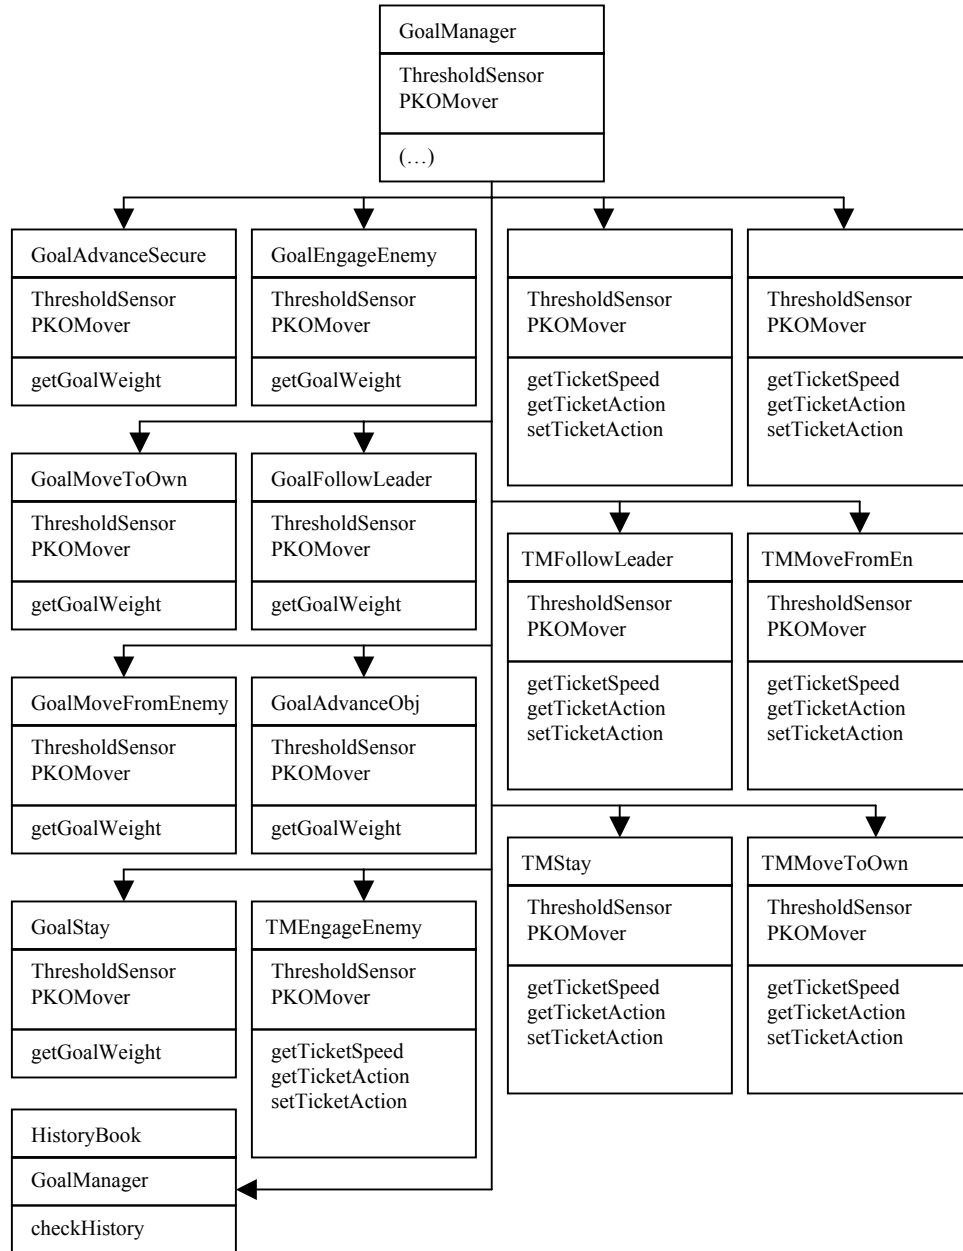 GoalManager
ThresholdSensor
PKOMover
(…)
GoalAdvanceSecure
ThresholdSensor
PKOMover
getGoalWeight
GoalEngageEnemy
ThresholdSensor
PKOMover
getGoalWeight
ThresholdSensor
PKOMover
getTicketSpeed
getTicketAction
setTicketAction
ThresholdSensor
PKOMover
getTicketSpeed
getTicketAction
setTicketAction
GoalMoveToOwn
ThresholdSensor
PKOMover
getGoalWeight
GoalFollowLeader
ThresholdSensor
PKOMover
getGoalWeight
TMFollowLeader
ThresholdSensor
PKOMover
getTicketSpeed
getTicketAction
setTicketAction
TMMoveFromEn
ThresholdSensor
PKOMover
getTicketSpeed
getTicketAction
setTicketAction
GoalMoveFromEnemy
ThresholdSensor
PKOMover
getGoalWeight
GoalAdvanceObj
ThresholdSensor
PKOMover
getGoalWeight
TMStay
ThresholdSensor
PKOMover
getTicketSpeed
getTicketAction
setTicketAction
TMMoveToOwn
ThresholdSensor
PKOMover
getTicketSpeed
getTicketAction
setTicketAction
GoalStay
ThresholdSensor
PKOMover
getGoalWeight
TMEngageEnemy
ThresholdSensor
PKOMover
getTicketSpeed
getTicketAction
setTicketAction
HistoryBook
GoalManager
checkHistory